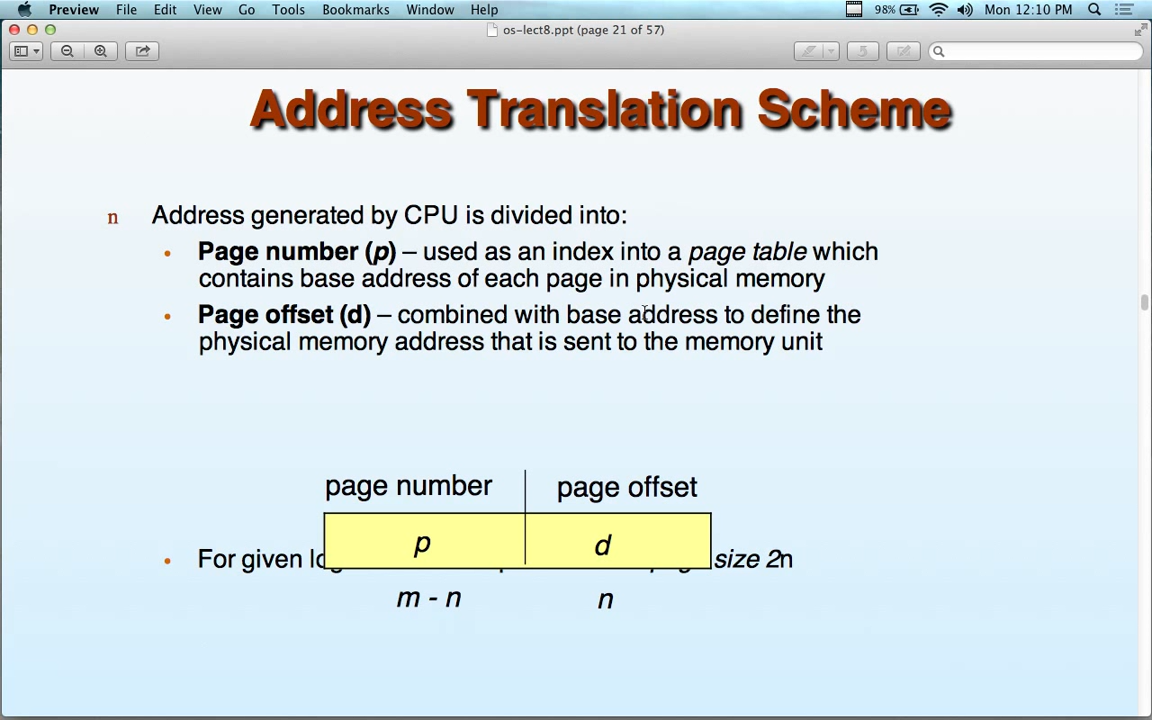 Preview File Edit View Go Tools Bookmarks Window Help 98% Mon 12:10 PM
os-lect8.ppt (page 21 of 57)
Address Translation Scheme
n Address generated by CPU is divided into:
• Page number (p) – used as an index into a page table which
contains base address of each page in physical memory
• Page offset (d) – combined with base address to define the
physical memory address that is sent to the memory unit
page number page offset
p d
• For given size 2n
m - n n